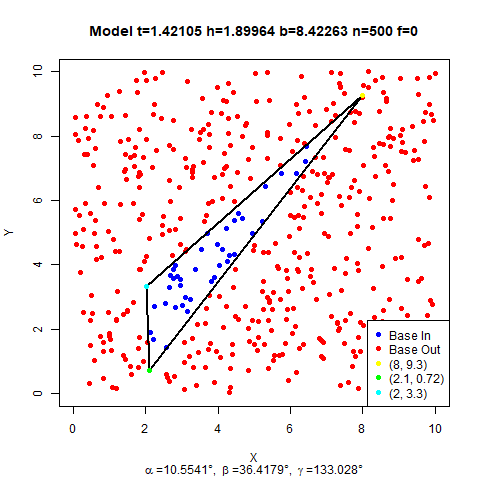 Model t=1.42105 h=1.89964 b=8.42263 n=500 f=0
10
8
6
4
2
0
Y
Base In
Base Out
(8, 9.3)
(2.1, 0.72)
(2, 3.3)
0 2 4 6 8 10
X
α=10.5541°, β=36.4179°, γ=133.028°